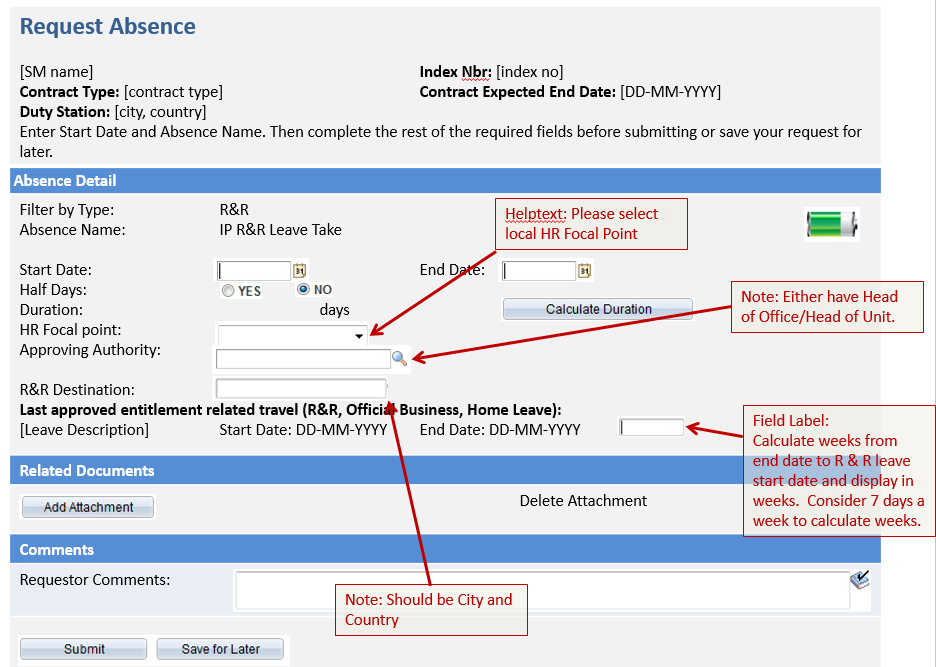 Request Absence
[SM name]
Index Nbr: [index no]
Contract Type: [contract type]
Contract Expected End Date: [DD-MM-YYYY]
Duty Station: [city, country]
Enter Start Date and Absence Name. Then complete the rest of the required fields before submitting or save your request for
later.
Absence Detail
Filter by Type: R&R
Absence Name: IP R&R Leave Take
Helptext: Please select
local HR Focal Point
Start Date:
31
End Date:
31
Half Days:
YES
NO
Duration:
days
Calculate Duration
Note: Either have Head
of Office/Head of Unit.
HR Focal point:
Approving Authority:
R&R Destination:
Last approved entitlement related travel (R&R, Official Business, Home Leave):
[Leave Description]
Start Date: DD-MM-YYYY
End Date: DD-MM-YYYY
Field Label:
Calculate weeks from
end date to R & R leave
start date and display in
weeks. Consider 7 days a
week to calculate weeks.
Related Documents
Add Attachment
Delete Attachment
Comments
Requestor Comments:
Note: Should be City and
Country
Submit
Save for Later